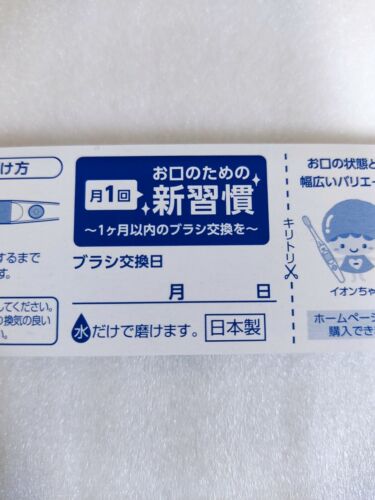 け方
するまで
す。
してください。
の換気の良い
い。
月1回
お口のための
新習慣
～1ヶ月以内のブラシ交換を～
ブラシ交換日
月 日
水だけで磨けます。
日本製
キリトリ
お口の状態と
幅広いバリエー
イオンちゃ
ホームページ
購入でき